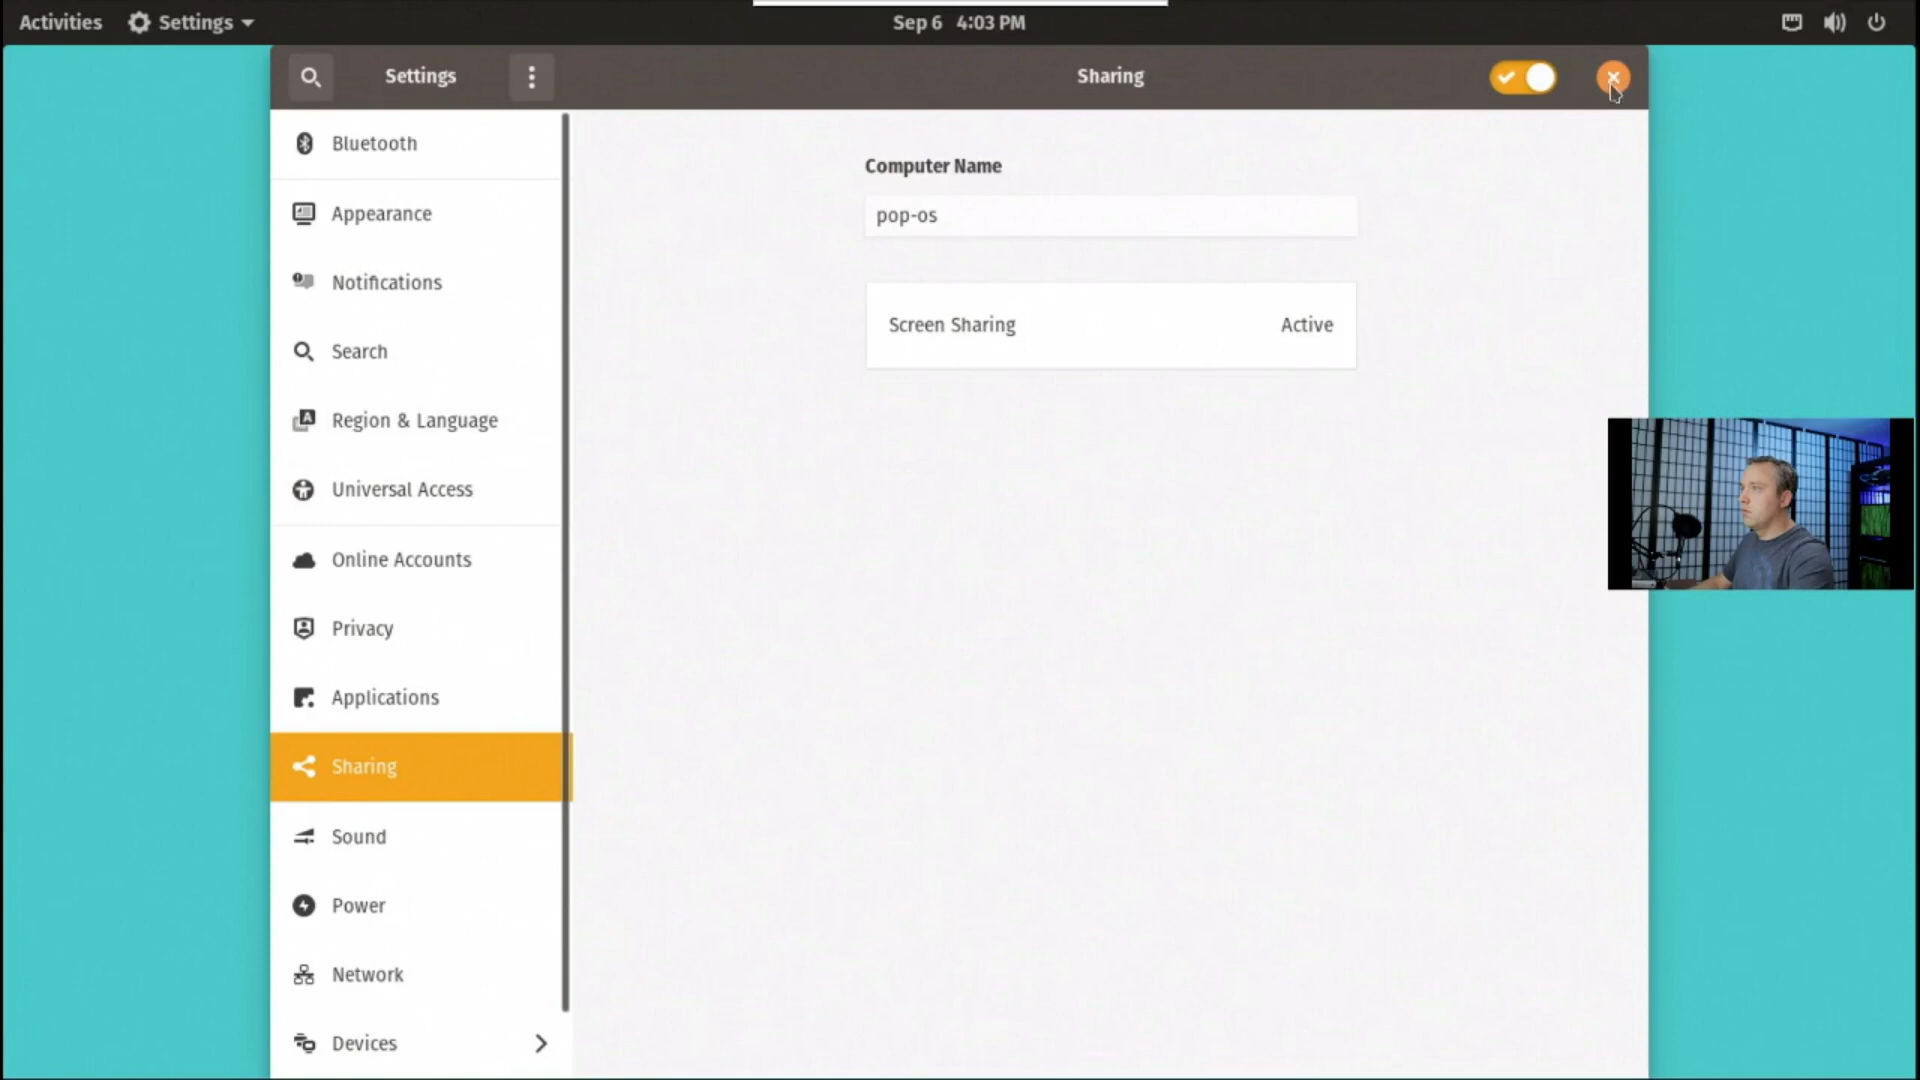 Activities
Settings
Sep 6 4:03 PM
Settings
Sharing
Bluetooth
Appearance
Notifications
Search
Region & Language
Universal Access
Online Accounts
Privacy
Applications
Sharing
Sound
Power
Network
Devices
Computer Name
pop-os
Screen Sharing Active